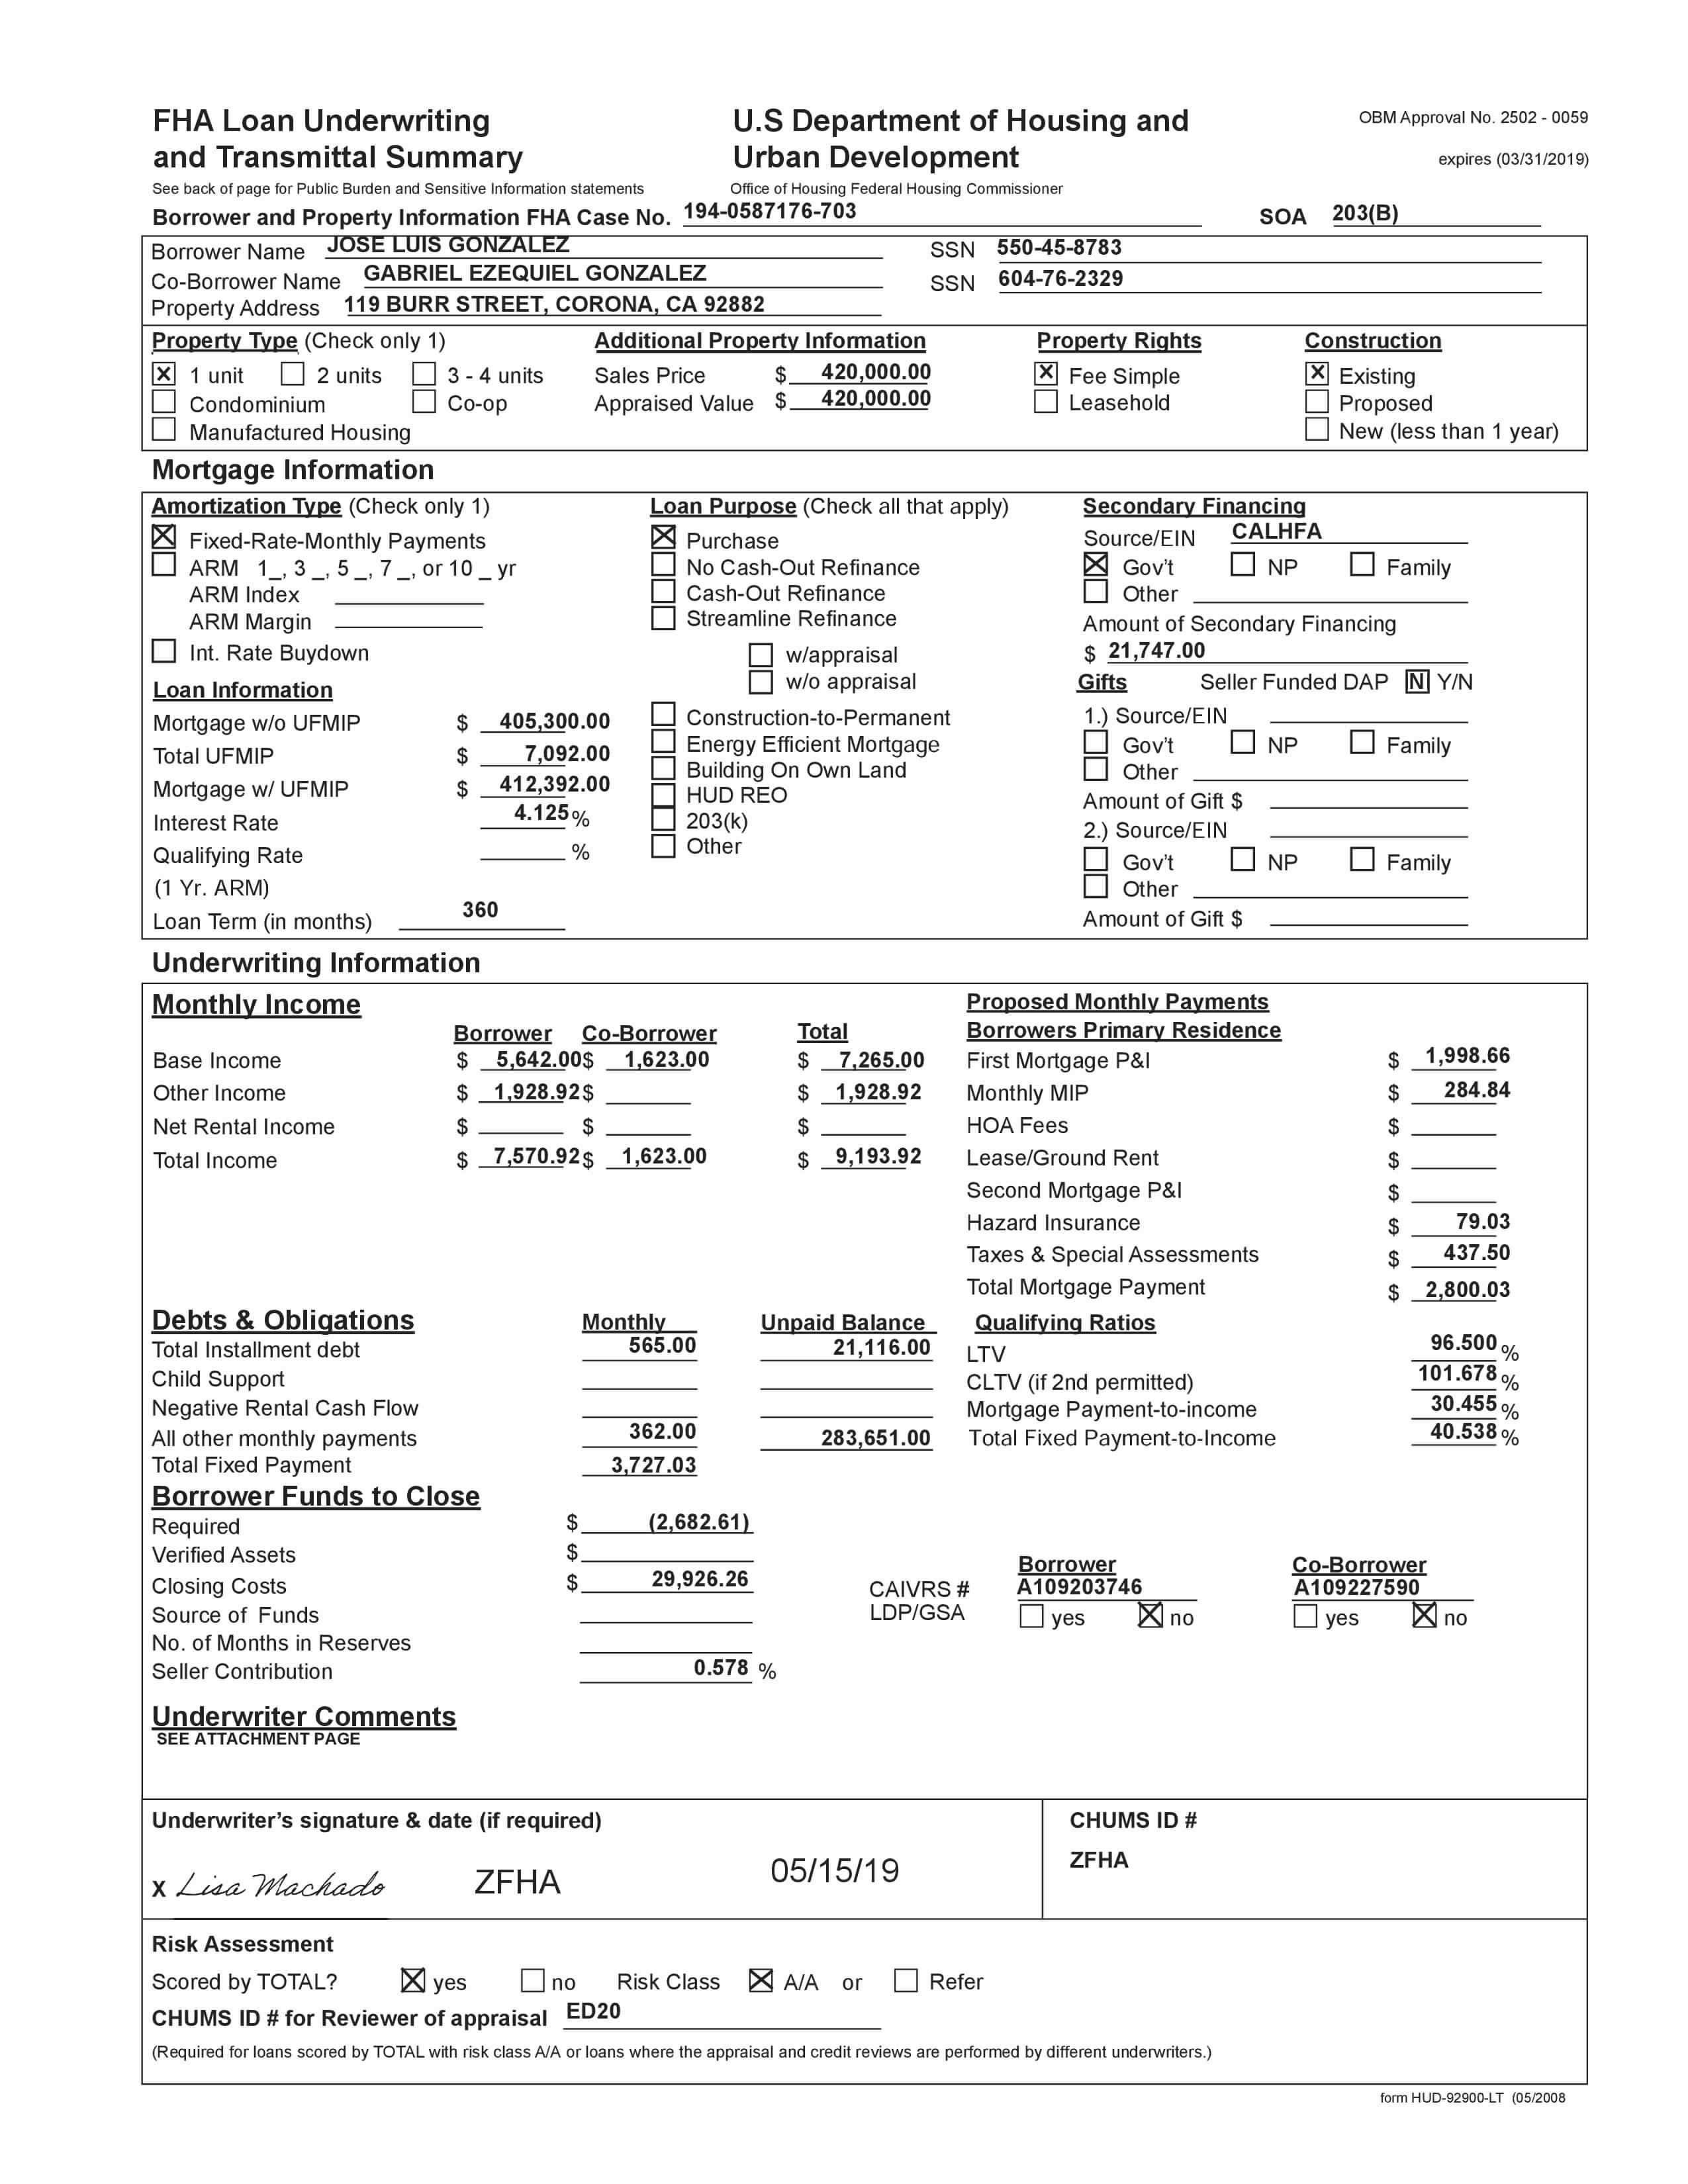 FHA Loan Underwriting
and Transmittal Summary
See back of page for Public Burden and Sensitive Information statements
U.S Department of Housing and
Urban Development
Office of Housing Federal Housing Commissioner
OBM Approval No. 2502 - 0059
expires (03/31/2019)
Borrower and Property Information FHA Case No. 194-0587176-703 SOA 203(B)
Borrower Name JOSE LUIS GONZALEZ SSN 550-45-8783
Co-Borrower Name GABRIEL EZEQUIEL GONZALEZ SSN 604-76-2329
Property Address 119 BURR STREET, CORONA, CA 92882
Property Type (Check only 1)
X 1 unit 2 units 3 - 4 units
Condominium Co-op
Manufactured Housing
Additional Property Information
Sales Price $ 420,000.00
Appraised Value $ 420,000.00
Property Rights
X Fee Simple
Leasehold
Construction
X Existing
Proposed
New (less than 1 year)
Mortgage Information
Amortization Type (Check only 1)
Fixed-Rate-Monthly Payments
ARM 1_, 3 _, 5 _, 7 _, or 10 _ yr
ARM Index
ARM Margin
Int. Rate Buydown
Loan Information
Mortgage w/o UFMIP $ 405,300.00
Total UFMIP $ 7,092.00
Mortgage w/ UFMIP $ 412,392.00
Interest Rate 4.125 %
Qualifying Rate %
(1 Yr. ARM)
Loan Term (in months) 360
Loan Purpose (Check all that apply)
Purchase
No Cash-Out Refinance
Cash-Out Refinance
Streamline Refinance
w/appraisal
w/o appraisal
Construction-to-Permanent
Energy Efficient Mortgage
Building On Own Land
HUD REO
203(k)
Other
Secondary Financing
Source/EIN CALHFA
Gov't NP Family
Other
Amount of Secondary Financing
$ 21,747.00
Gifts Seller Funded DAP N Y/N
1.) Source/EIN
Gov't NP Family
Other
Amount of Gift $
2.) Source/EIN
Gov't NP Family
Other
Amount of Gift $
Underwriting Information
Monthly Income
Borrower Co-Borrower Total
Base Income $ 5,642.00 $ 1,623.00 $ 7,265.00
Other Income $ 1,928.92 $ $ 1,928.92
Net Rental Income $ $ $
Total Income $ 7,570.92 $ 1,623.00 $ 9,193.92
Proposed Monthly Payments
Borrowers Primary Residence
First Mortgage P&I $ 1,998.66
Monthly MIP $ 284.84
HOA Fees $
Lease/Ground Rent $
Second Mortgage P&I $
Hazard Insurance $ 79.03
Taxes & Special Assessments $ 437.50
Total Mortgage Payment $ 2,800.03
Debts & Obligations Monthly Unpaid Balance
Total Installment debt 565.00 21,116.00
Child Support
Negative Rental Cash Flow
All other monthly payments 362.00 283,651.00
Total Fixed Payment 3,727.03
Qualifying Ratios
LTV 96.500 %
CLTV (if 2nd permitted) 101.678 %
Mortgage Payment-to-income 30.455 %
Total Fixed Payment-to-Income 40.538 %
Borrower Funds to Close
Required $ (2,682.61)
Verified Assets $
Closing Costs $ 29,926.26
Source of Funds
No. of Months in Reserves
Seller Contribution 0.578 %
Borrower Co-Borrower
CAIVRS # A109203746 A109227590
LDP/GSA yes no yes no
Underwriter Comments
SEE ATTACHMENT PAGE
Underwriter's signature & date (if required)
X Lisa Machado ZFHA 05/15/19
CHUMS ID #
ZFHA
Risk Assessment
Scored by TOTAL? yes no Risk Class A/A or Refer
CHUMS ID # for Reviewer of appraisal ED20
(Required for loans scored by TOTAL with risk class A/A or loans where the appraisal and credit reviews are performed by different underwriters.)
form HUD-92900-LT (05/2008